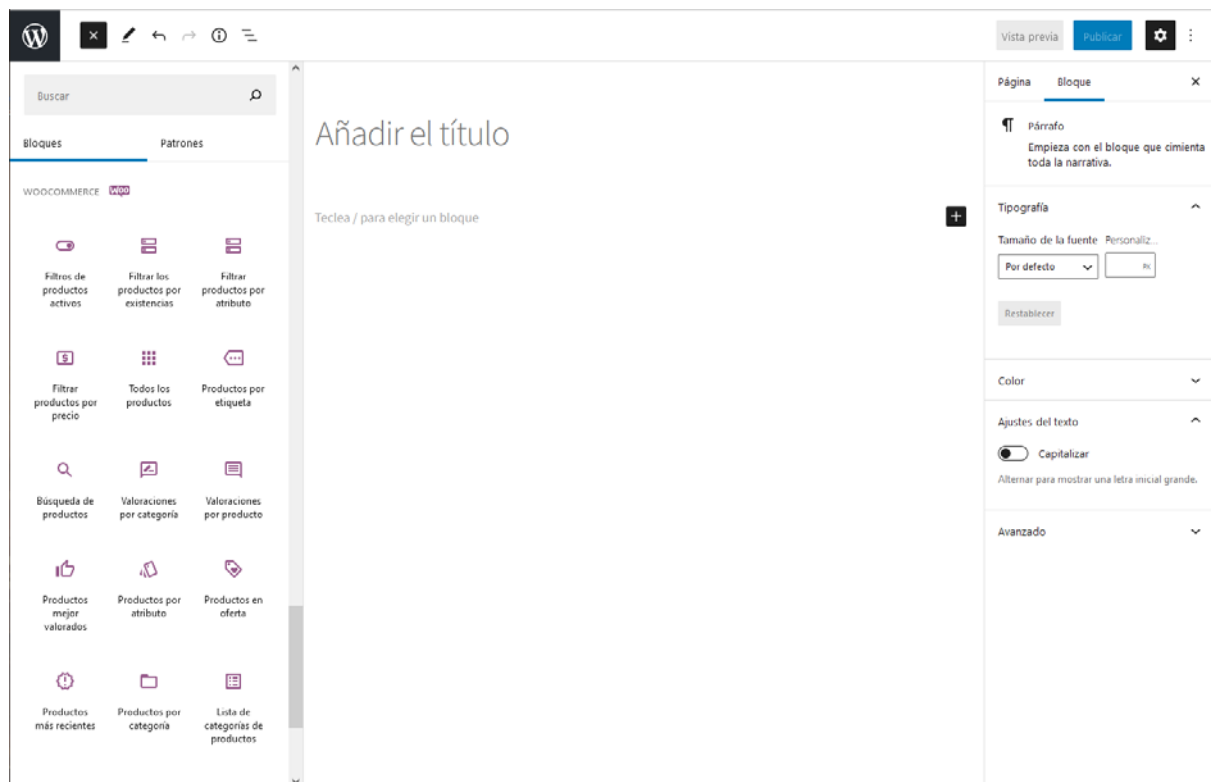 Vista previa
Publicar
Buscar
Bloques
Patrones
WOOCOMMERCE
WOO
Filtros de
productos
activos
Filtrar los
productos por
existencias
Filtrar
productos por
atributo
Filtrar
productos por
precio
Todos los
productos
Productos por
etiqueta
Búsqueda de
productos
Valoraciones
por categoría
Valoraciones
por producto
Productos
mejor
valorados
Productos por
atributo
Productos en
oferta
Productos
más recientes
Productos por
categoría
Lista de
categorías de
productos
Añadir el título
Teclea / para elegir un bloque
Página
Bloque
Párrafo
Empieza con el bloque que cimienta
toda la narrativa.
Tipografía
Tamaño de la fuente Personaliz...
Por defecto
PX
Restablecer
Color
Ajustes del texto
Capitalizar
Alternar para mostrar una letra inicial grande.
Avanzado